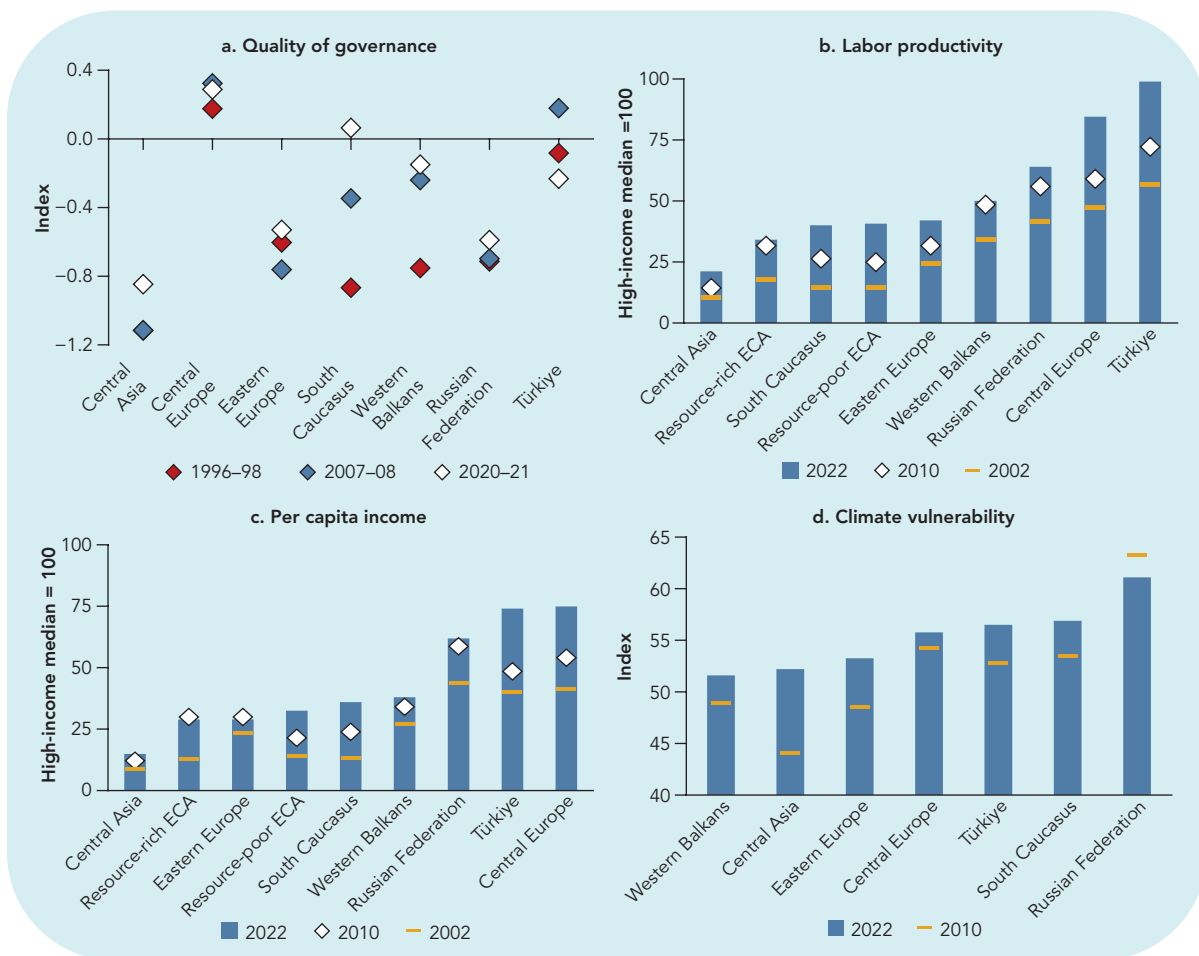 a. Quality of governance
Index
0.4
0.0
−0.4
−0.8
−1.2
Central
Asia
Central
Europe
Eastern
Europe
South
Caucasus
Western
Balkans
Russian
Federation
Türkiye
1996–98 2007–08 2020–21
b. Labor productivity
High-income median =100
100
75
50
25
0
Central Asia
Resource-rich ECA
South Caucasus
Resource-poor ECA
Eastern Europe
Western Balkans
Russian Federation
Central Europe
Türkiye
2022 2010 2002
c. Per capita income
High-income median = 100
100
75
50
25
0
Central Asia
Resource-rich ECA
Eastern Europe
Resource-poor ECA
South Caucasus
Western Balkans
Russian Federation
Türkiye
Central Europe
2022 2010 2002
d. Climate vulnerability
Index
65
60
55
50
45
40
Western Balkans
Central Asia
Eastern Europe
Central Europe
Türkiye
South Caucasus
Russian Federation
2022 2010